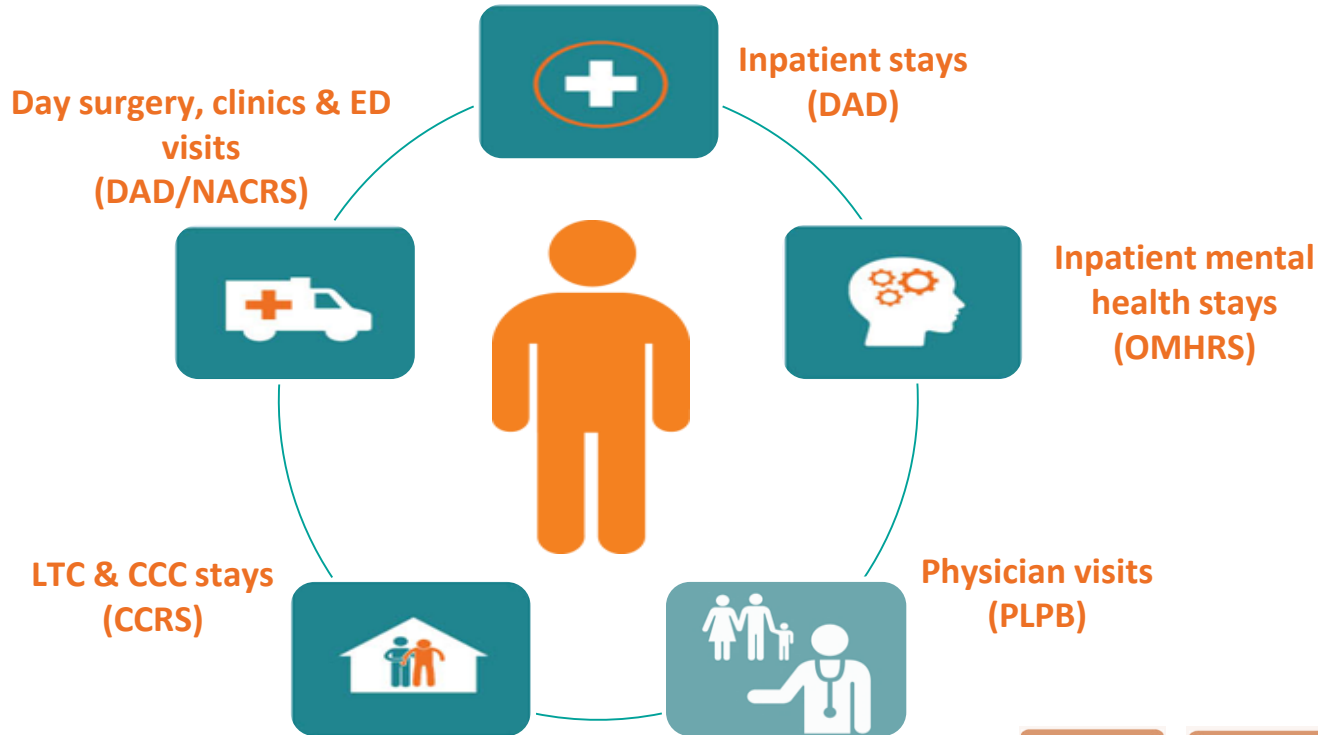 Inpatient stays
(DAD)
Day surgery, clinics & ED
visits
(DAD/NACRS)
Inpatient mental
health stays
(OMHRS)
Physician visits
(PLPB)
LTC & CCC stays
(CCRS)